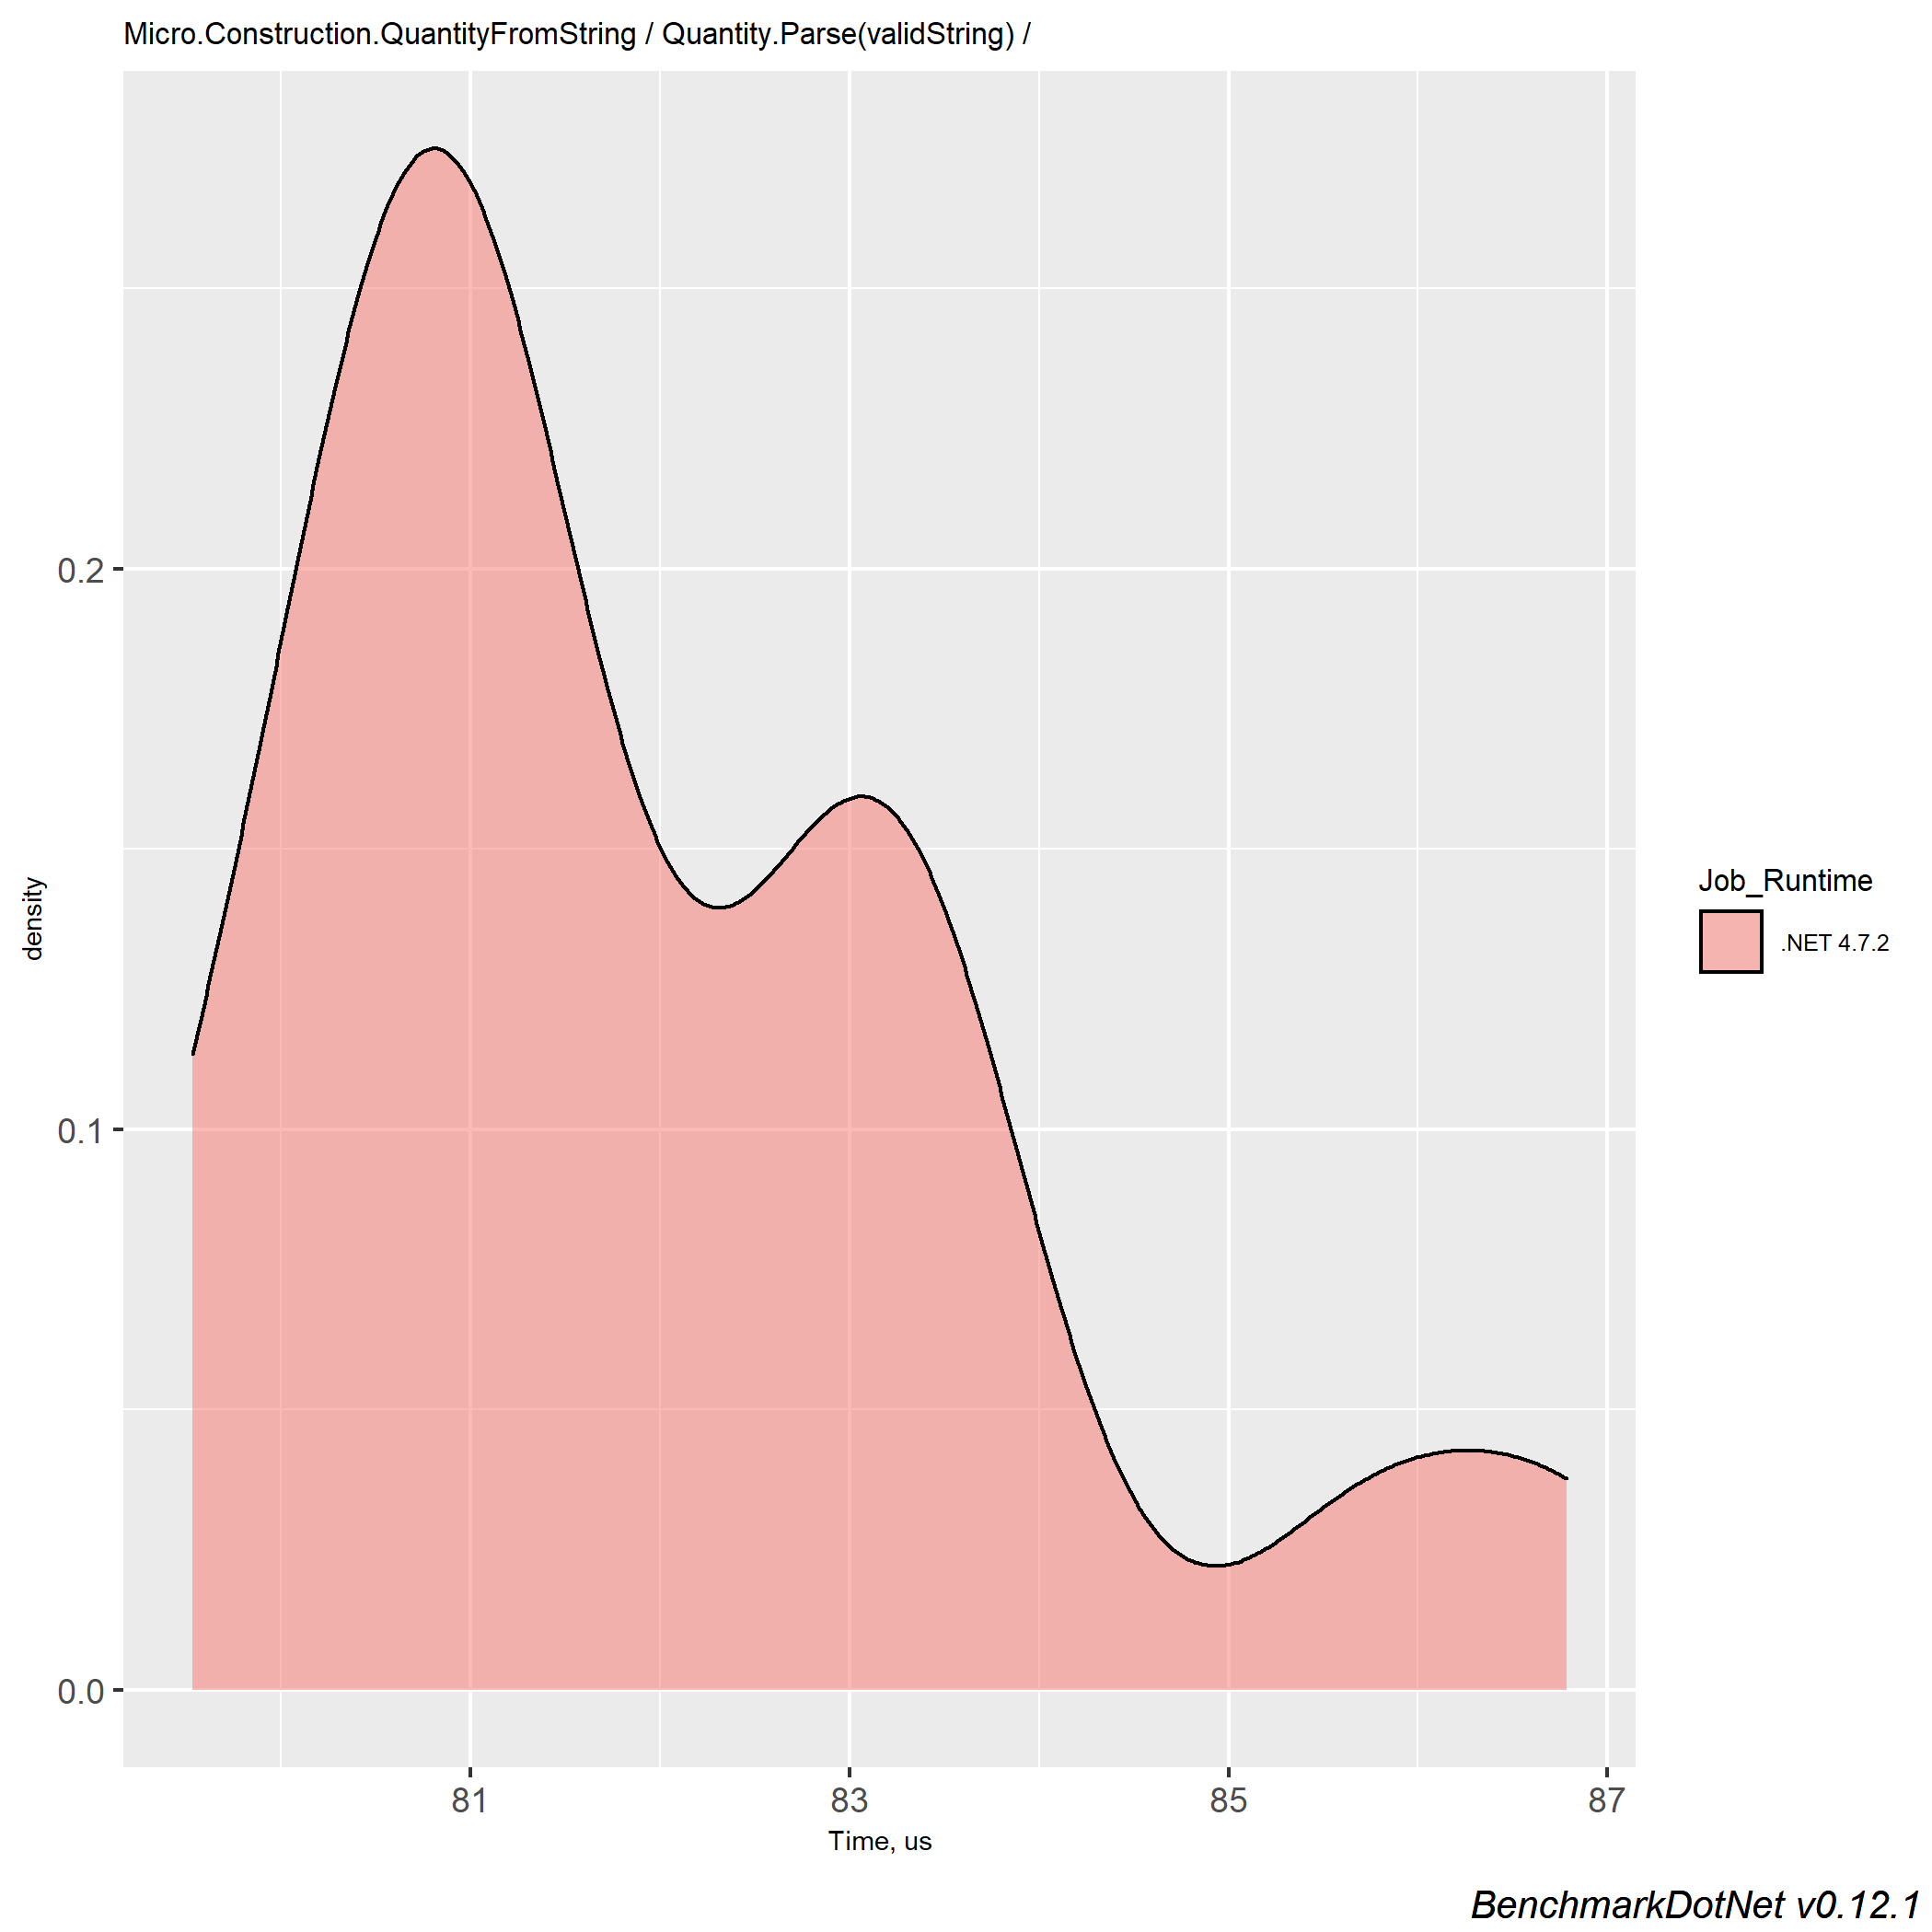 Micro.Construction.QuantityFromString / Quantity.Parse(validString) /
0.2
0.1
0.0
density
81 83 85 87
Time, us
Job_Runtime
.NET 4.7.2
BenchmarkDotNet v0.12.1